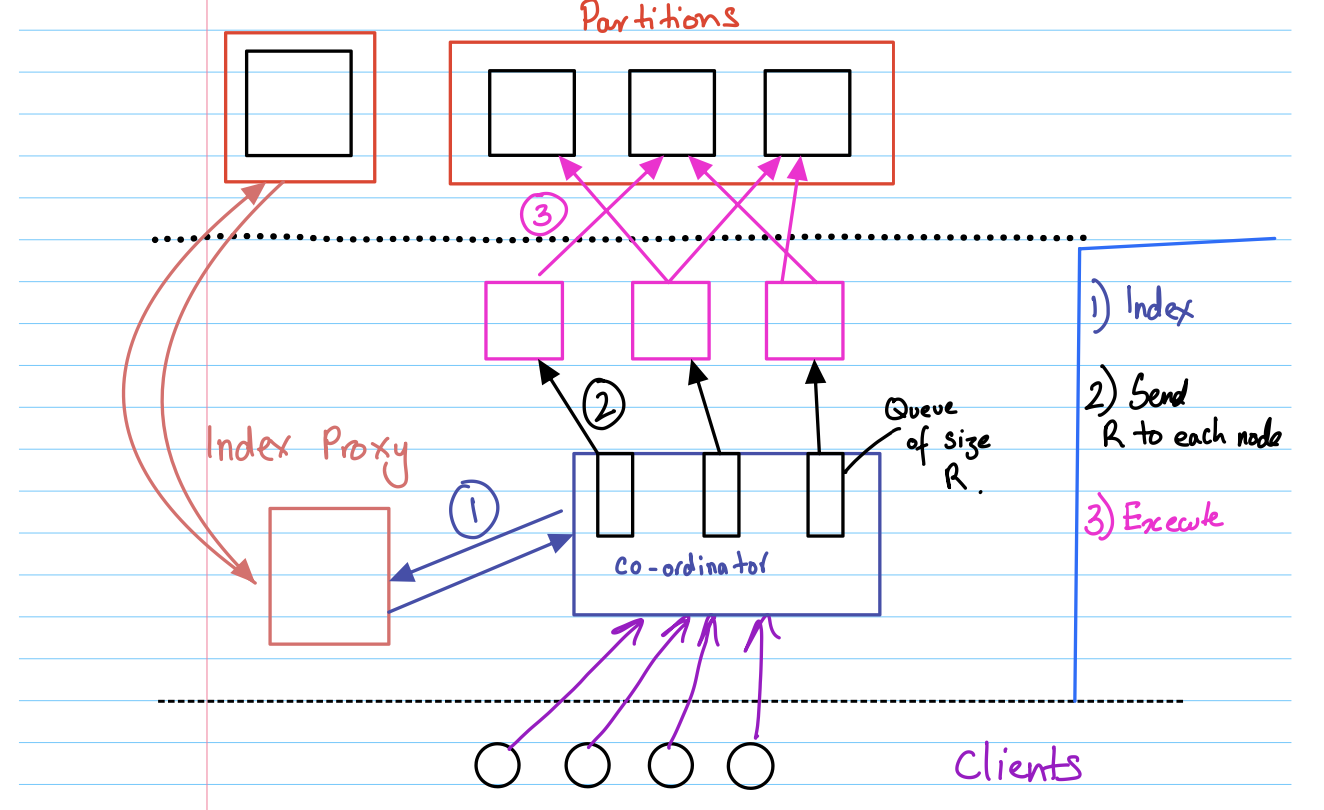 Partitions
3
1) Index
2
2) Send
R to each node
Queue
of size
R.
Index Proxy
1
3) Execute
co-ordinator
Clients